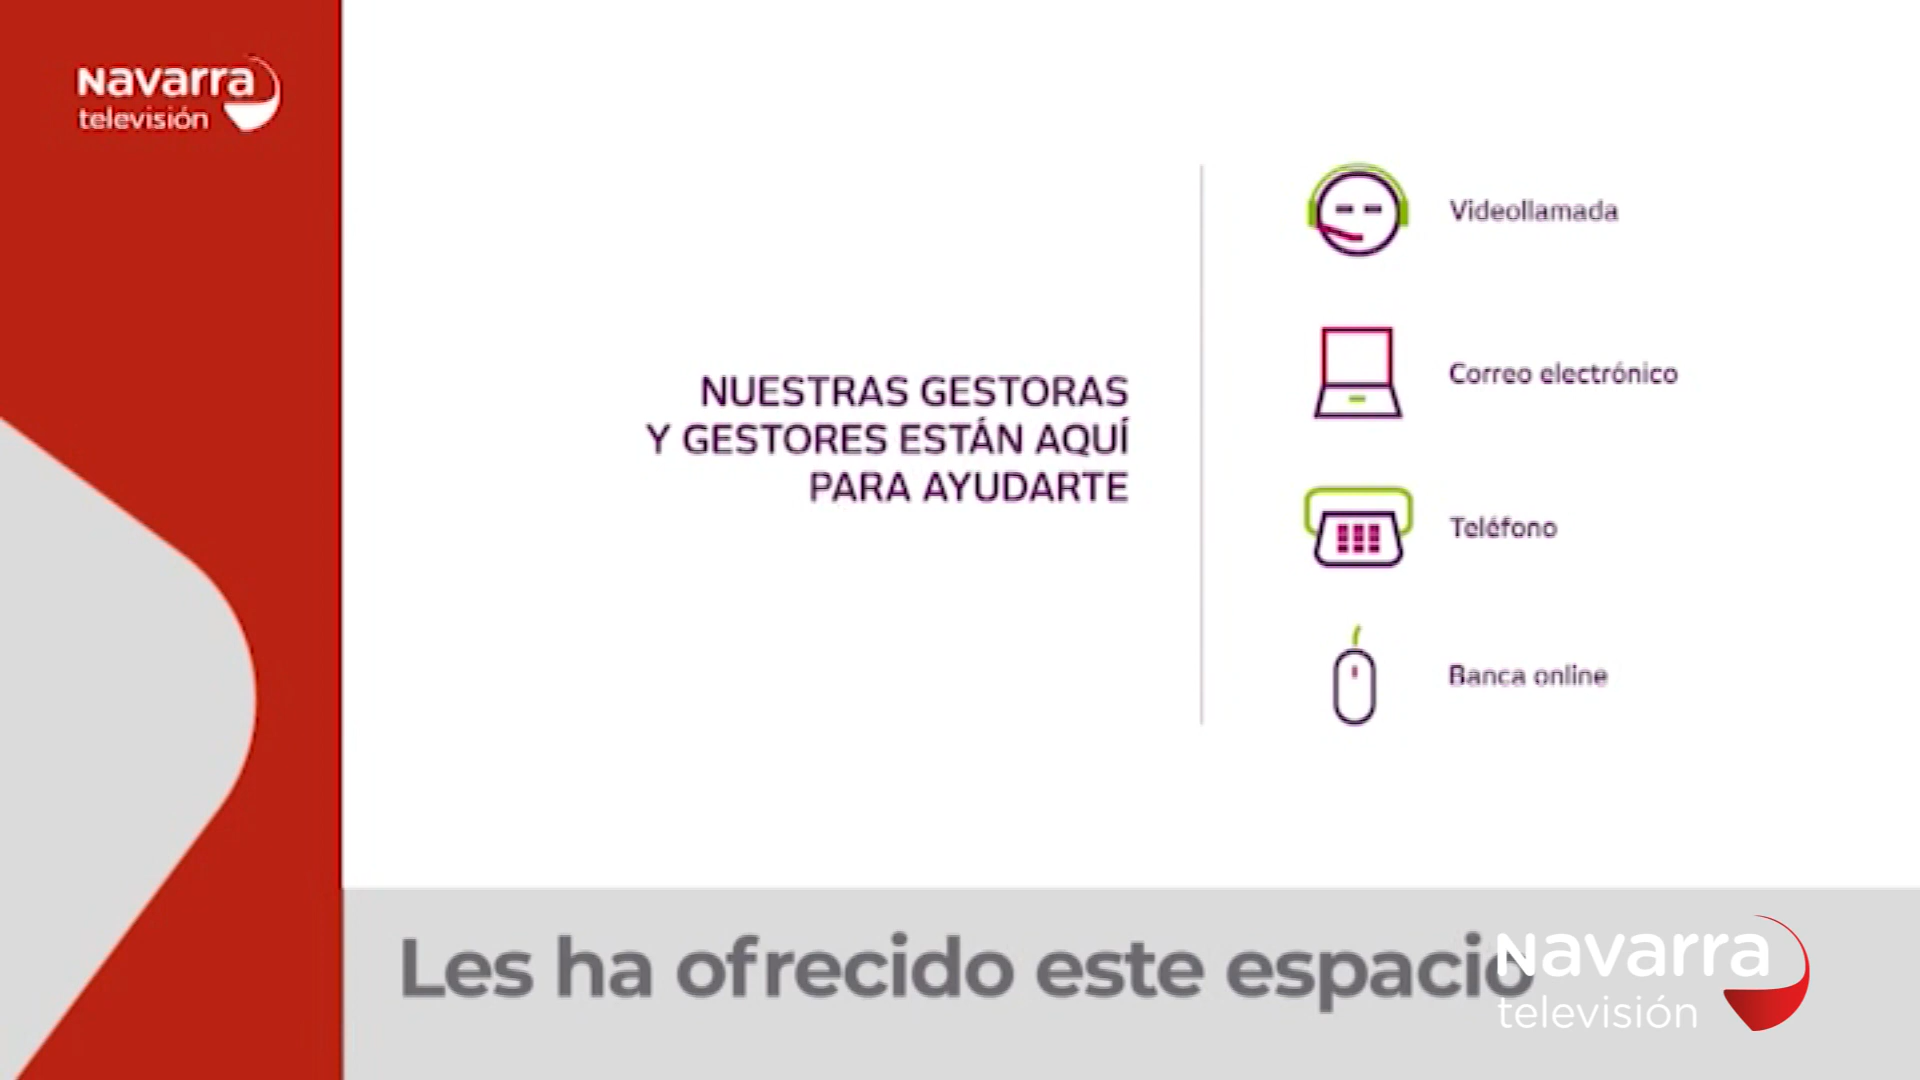 Navarra
televisión
NUESTRAS GESTORAS
Y GESTORES ESTÁN AQUÍ
PARA AYUDARTE
Videollamada
Correo electrónico
Teléfono
Banca online
Les ha ofrecido este espacio
Navarra
televisión